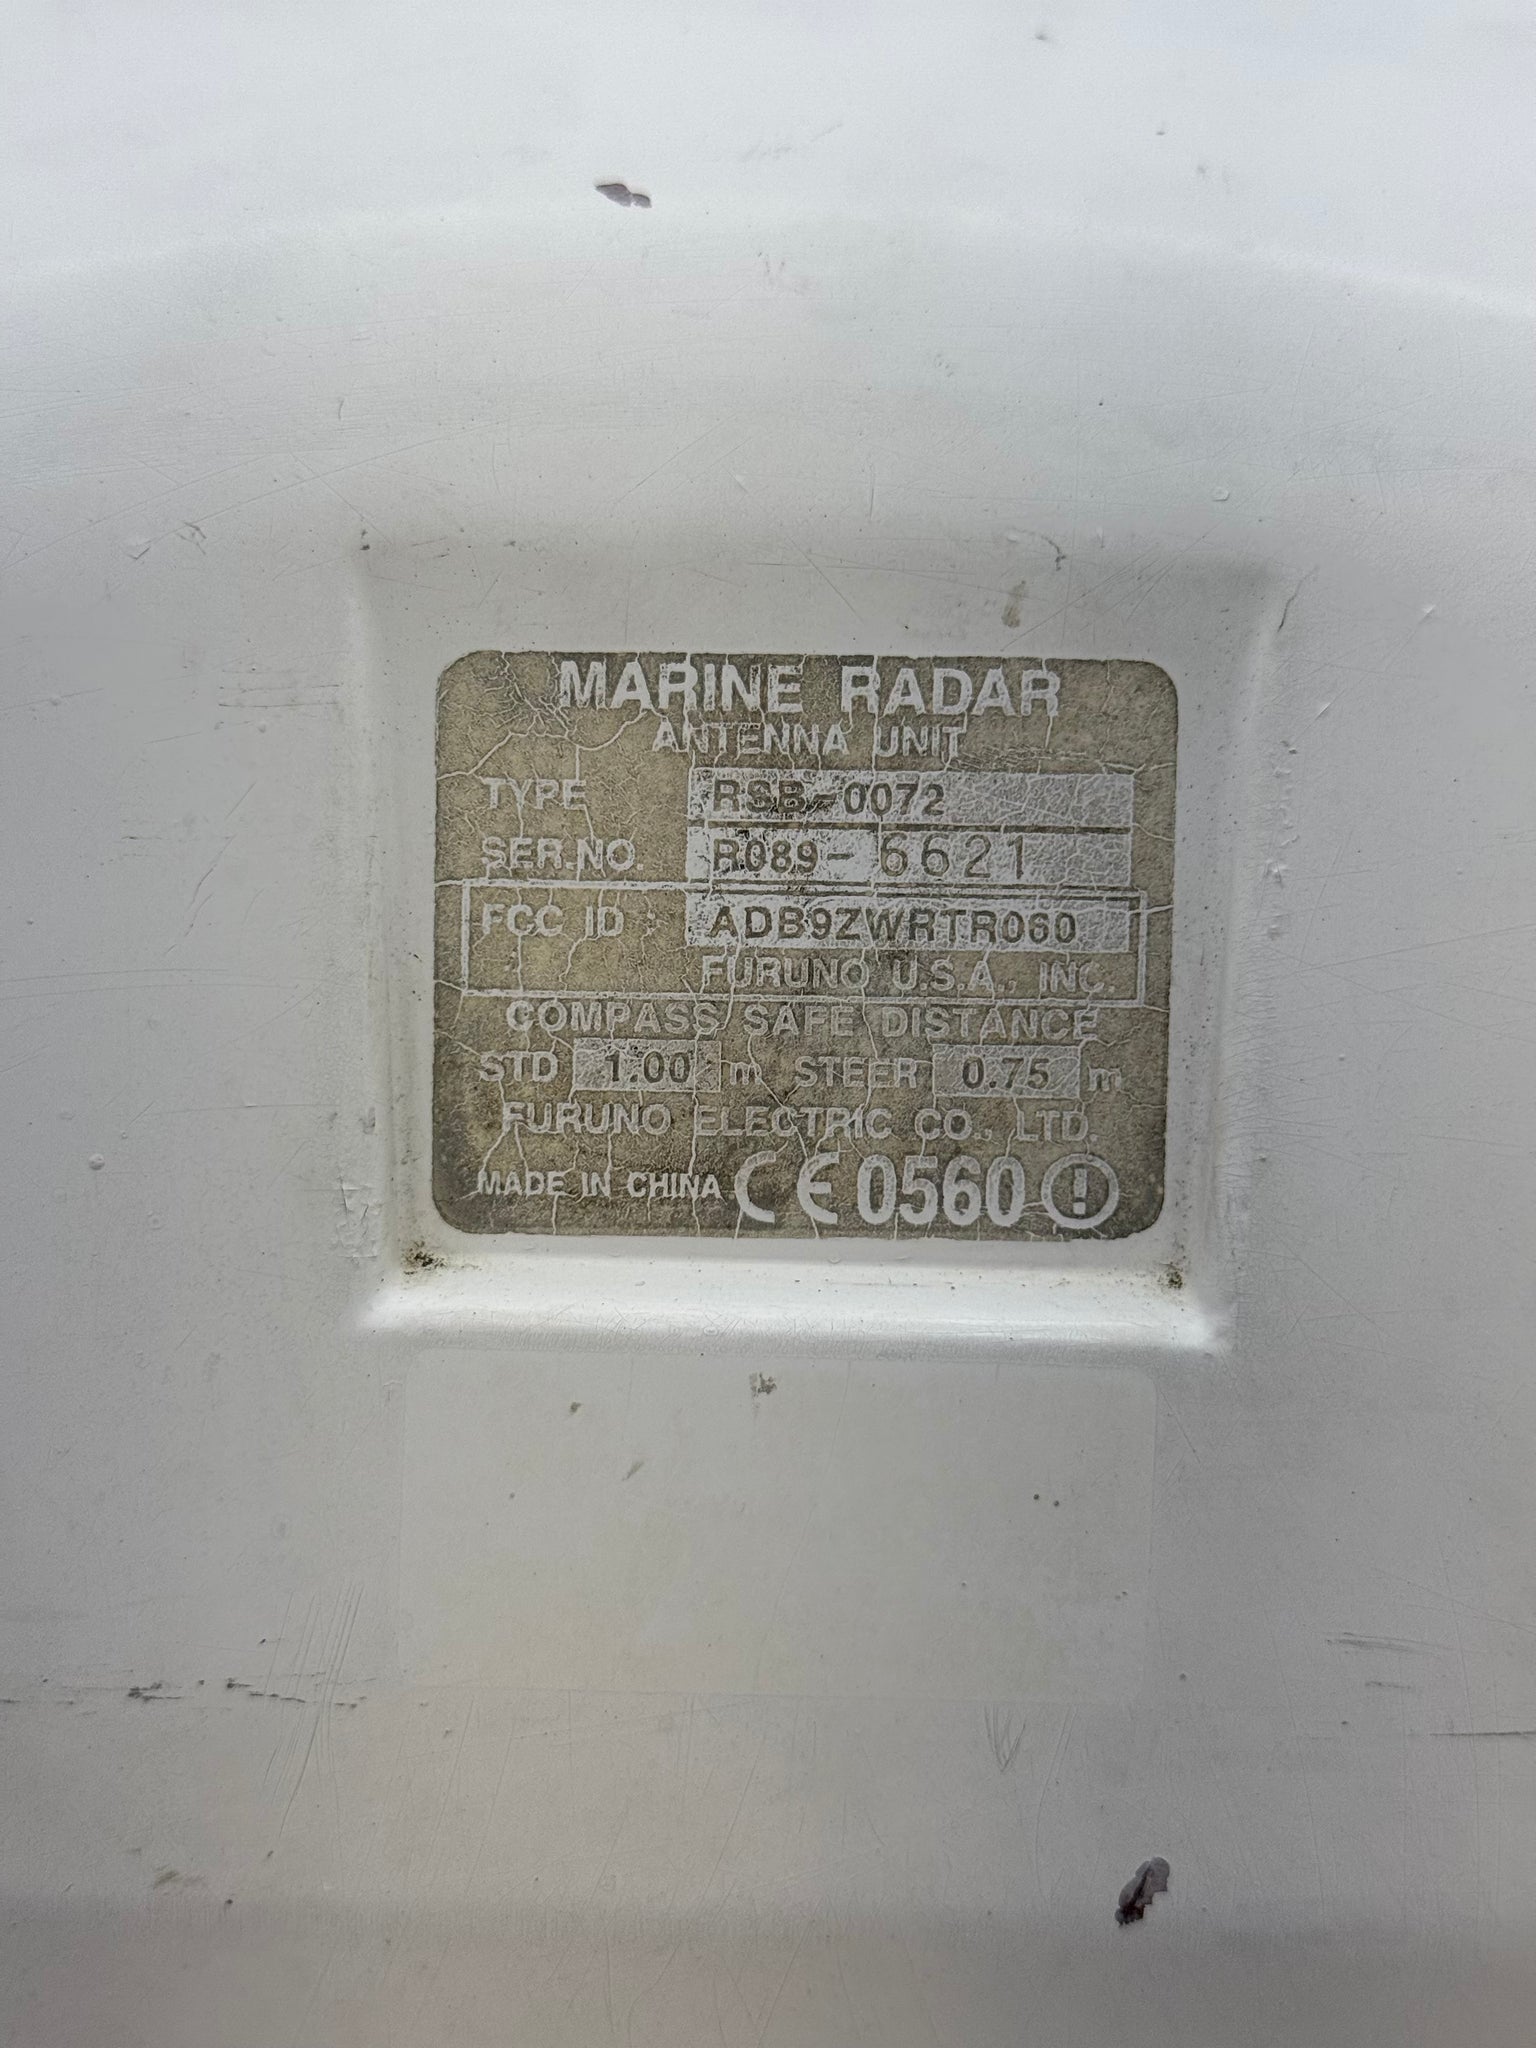 MARINE RADAR
ANTENNA UNIT
TYPE RSB-0072
SER.NO. R089-6621
FCC ID : ADB9ZWRTR060
FURUNO U.S.A., INC.
COMPASS SAFE DISTANCE
STD 1.00 m STEER 0.75 m
FURUNO ELECTRIC CO., LTD.
MADE IN CHINA CE 0560